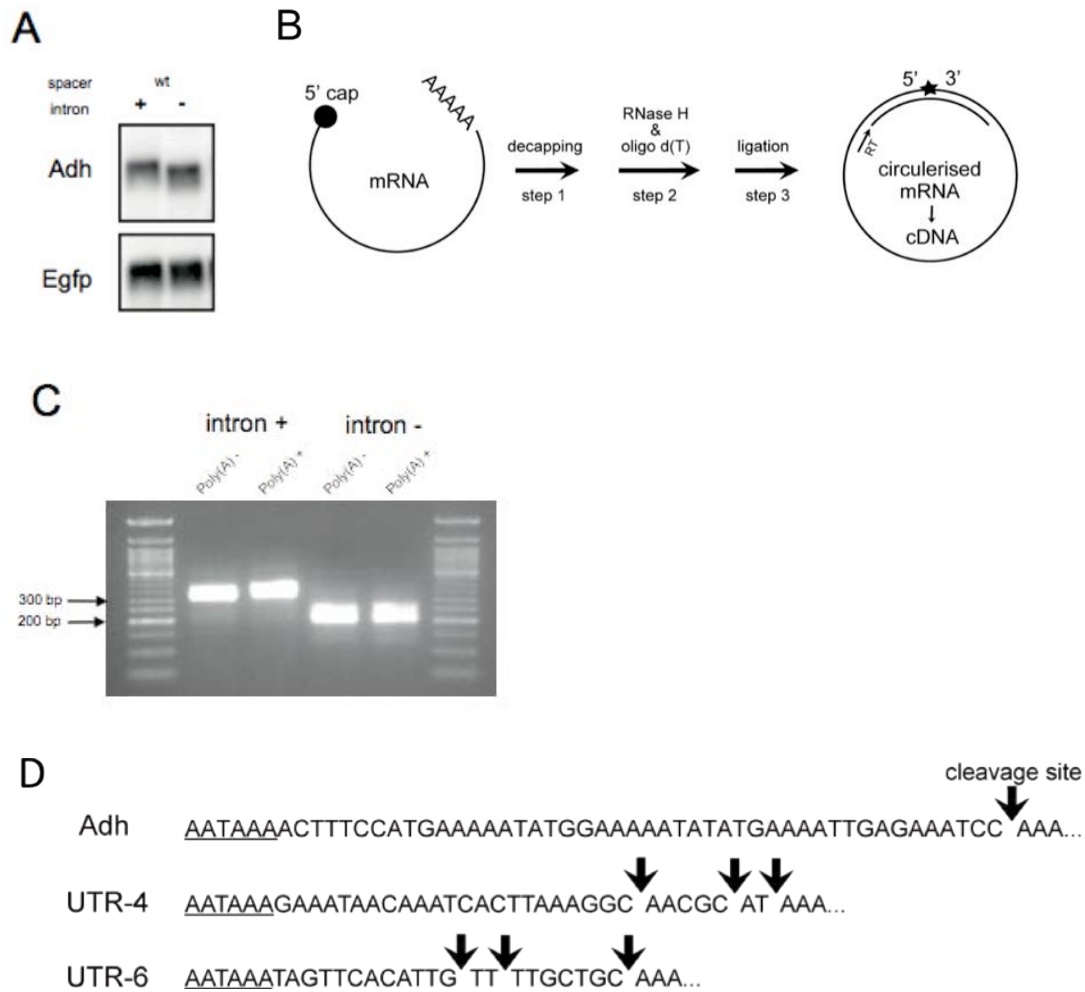 A
spacer wt
intron + -
Adh
Egfp
B
5' cap
AAAAA
mRNA
decapping
step 1
RNase H
&
oligo d(T)
step 2
ligation
step 3
5' 3'
RT
circulerised
mRNA
cDNA
C
intron + intron -
Poly(A) - Poly(A) + Poly(A) - Poly(A) +
300 bp
200 bp
D
cleavage site
Adh AATAAAACTTTCCATGAAAAATATGGAAAAATATATGAAAATTGAGAAATCC AAA...
UTR-4 AATAAAGAAATAACAAATCACTTAAAGGC AACGC AT AAA...
UTR-6 AATAAATAGTTCACATTG TT TTGCTGC AAA...